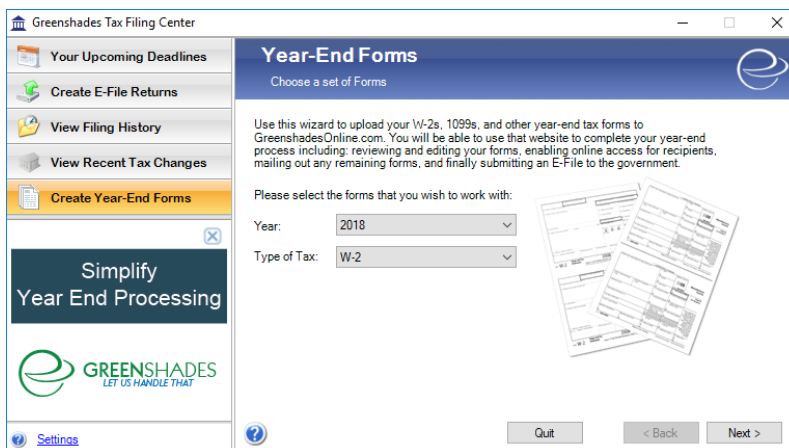 Greenshades Tax Filing Center
Your Upcoming Deadlines
Create E-File Returns
View Filing History
View Recent Tax Changes
Create Year-End Forms
Simplify
Year End Processing
GREENSHADES
LET US HANDLE THAT
Settings
Year-End Forms
Choose a set of Forms
Use this wizard to upload your W-2s, 1099s, and other year-end tax forms to
GreenshadesOnline.com. You will be able to use that website to complete your year-end
process including: reviewing and editing your forms, enabling online access for recipients,
mailing out any remaining forms, and finally submitting an E-File to the government.
Please select the forms that you wish to work with:
Year: 2018
Type of Tax: W-2
Quit
< Back
Next >